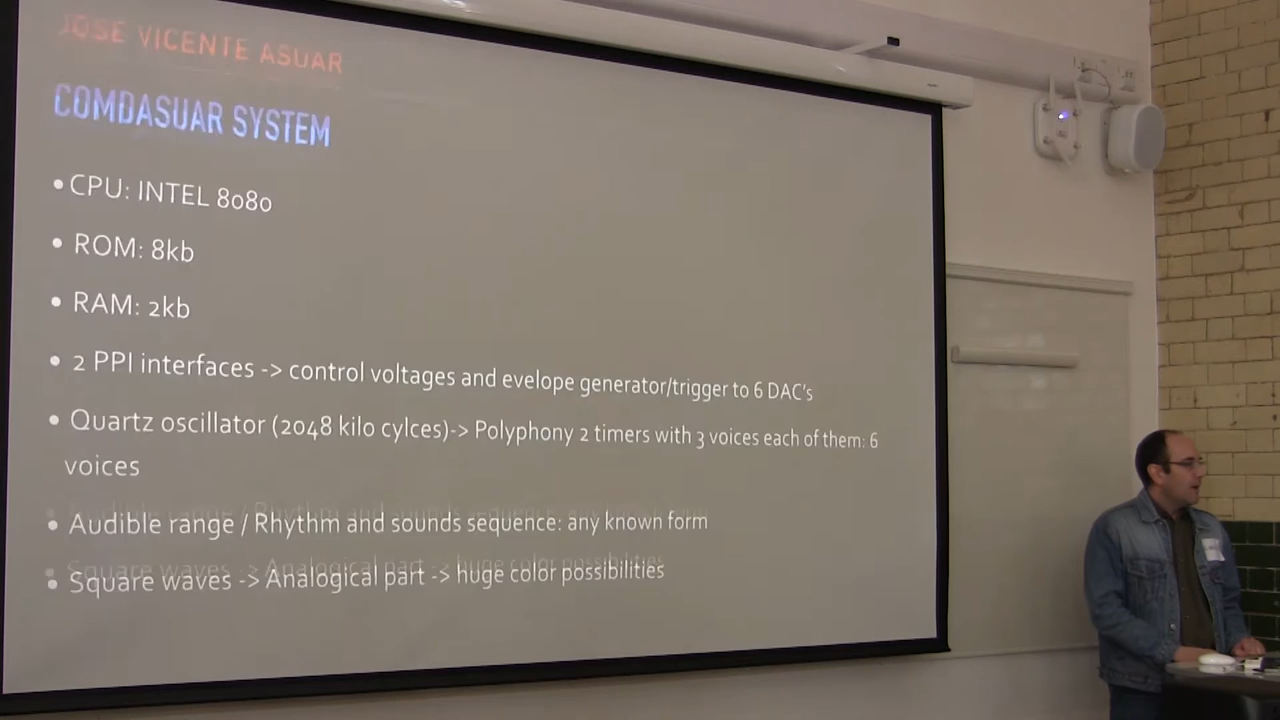 JOSE VICENTE ASUAR
COMDASUAR SYSTEM
• CPU: INTEL 8080
• ROM: 8kb
• RAM: 2kb
• 2 PPI interfaces -> control voltages and evelope generator/trigger to 6 DAC's
• Quartz oscillator (2048 kilo cylces)-> Polyphony 2 timers with 3 voices each of them: 6
voices
• Audible range / Rhythm and sounds sequence: any known form
• Square waves -> Analogical part -> huge color possibilities